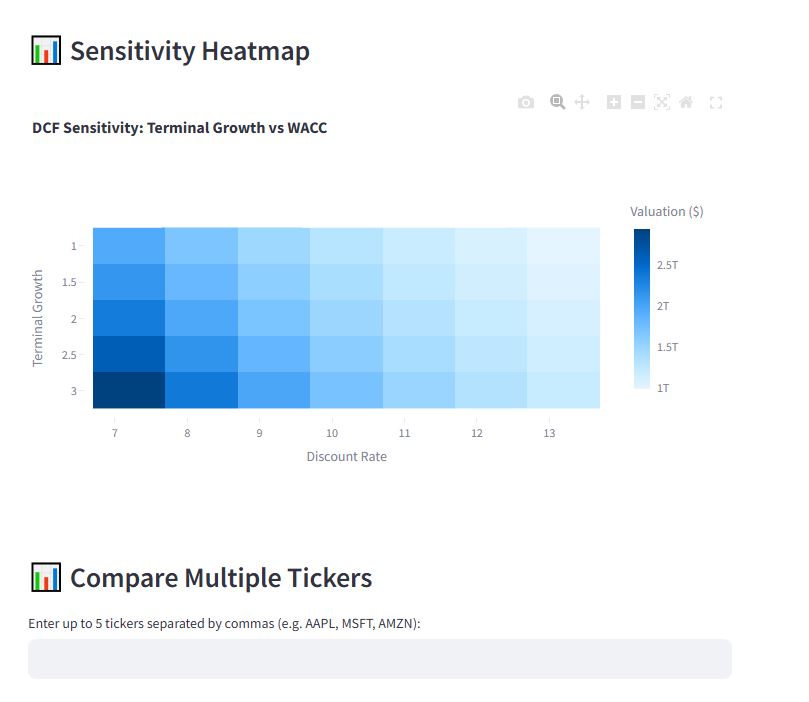 Sensitivity Heatmap
DCF Sensitivity: Terminal Growth vs WACC
Valuation ($)
2.5T
2T
1.5T
1T
Terminal Growth
1
1.5
2
2.5
3
7 8 9 10 11 12 13
Discount Rate
Compare Multiple Tickers
Enter up to 5 tickers separated by commas (e.g. AAPL, MSFT, AMZN):